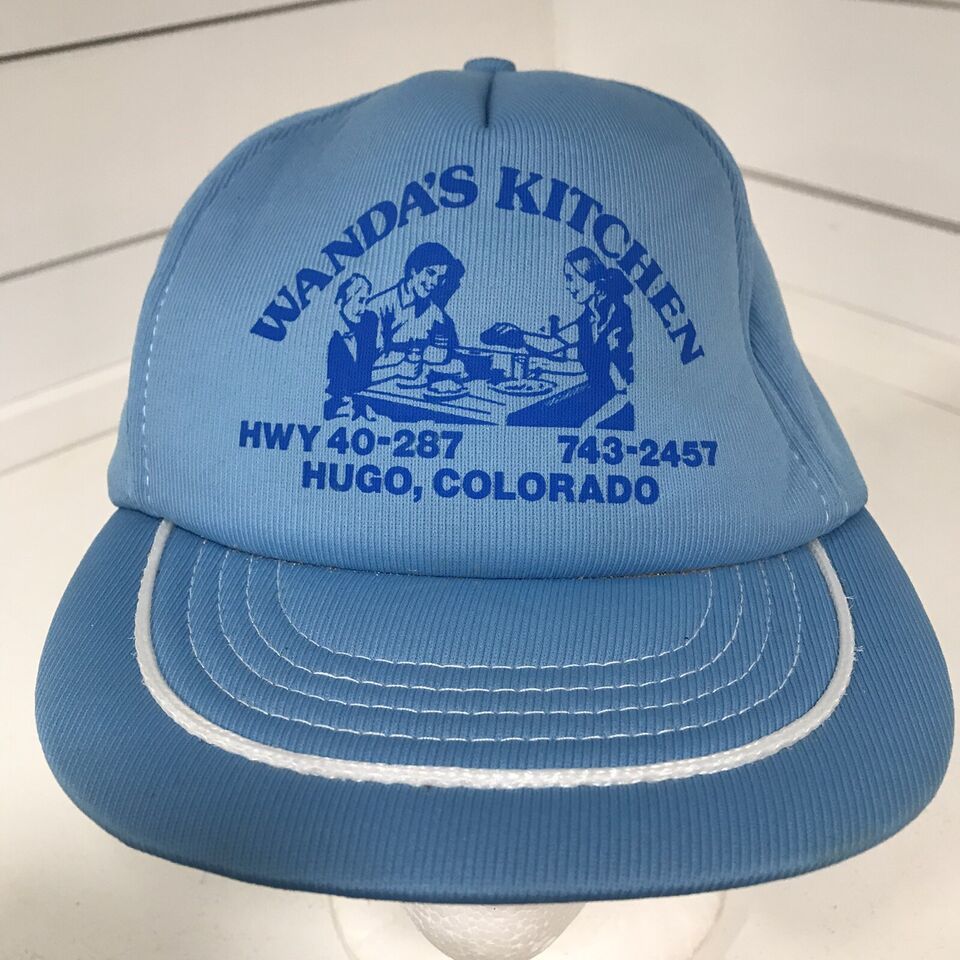 WANDA'S KITCHEN
HWY 40-287 743-2457
HUGO, COLORADO